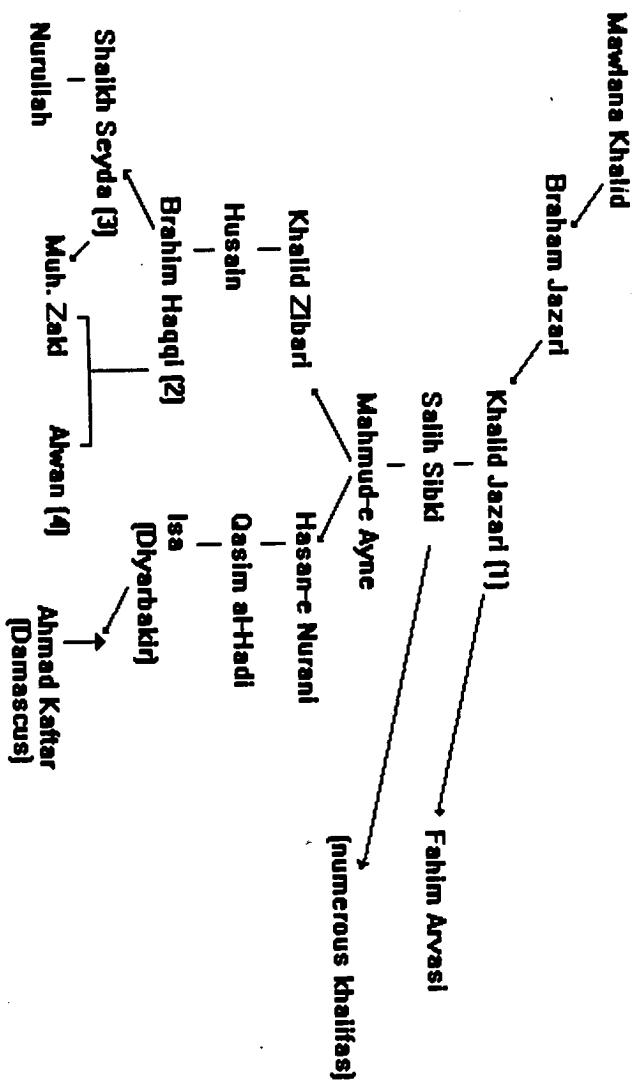 Mawlana Khalid
Braham Jazari
Khalid Jazari (1)
Salih Sibki
Fahim Arvasi
Mahmud-e Ayne
(numerous khalifas)
Khalid Zibari
Hasan-e Nurani
Husain
Qasim al-Hadi
Brahim Haqqi (2)
Isa
(Diyarbakir)
Shaikh Seyda (3)
Muh. Zaki
Alwan (4)
Ahmad Kaftar
(Damascus)
Nurullah